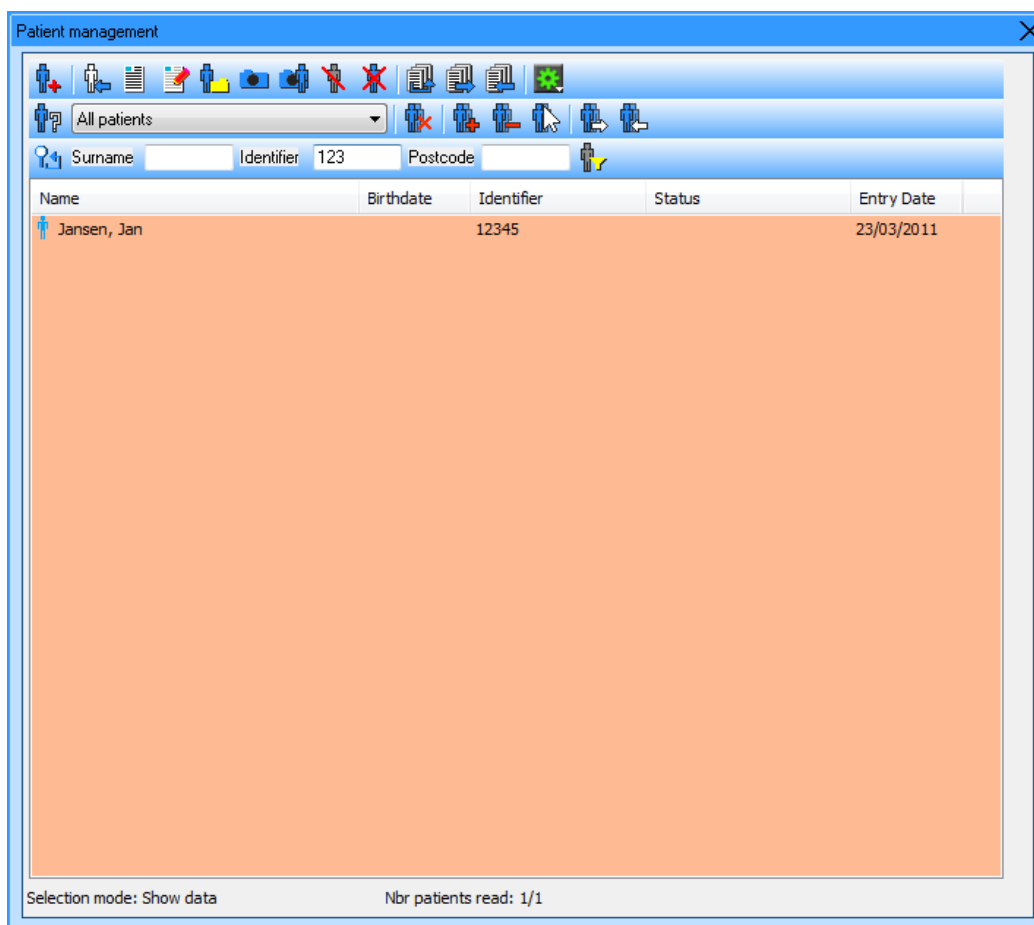 Patient management
All patients
Surname Identifier 123 Postcode
Name Birthdate Identifier Status Entry Date
Jansen, Jan 12345 23/03/2011
Selection mode: Show data Nbr patients read: 1/1